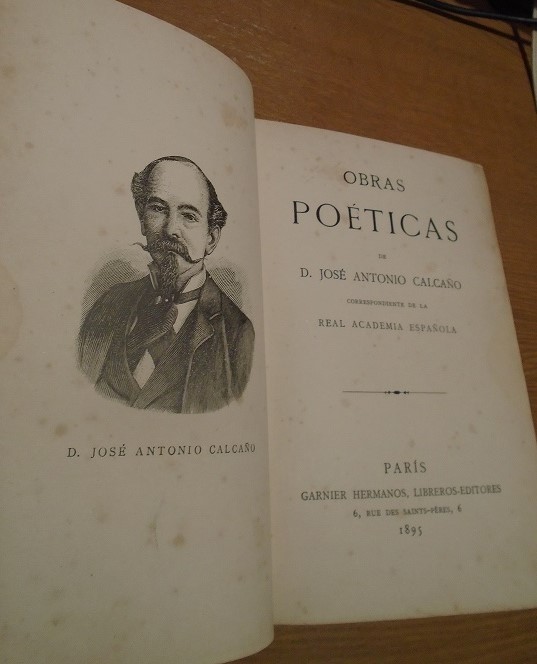 D. JOSÉ ANTONIO CALCAÑO
OBRAS
POÉTICAS
DE
D. JOSÉ ANTONIO CALCAÑO
CORRESPONDIENTE DE LA
REAL ACADEMIA ESPAÑOLA
PARÍS
GARNIER HERMANOS, LIBREROS-EDITORES
6, RUE DES SAINTS-PÈRES, 6
1895